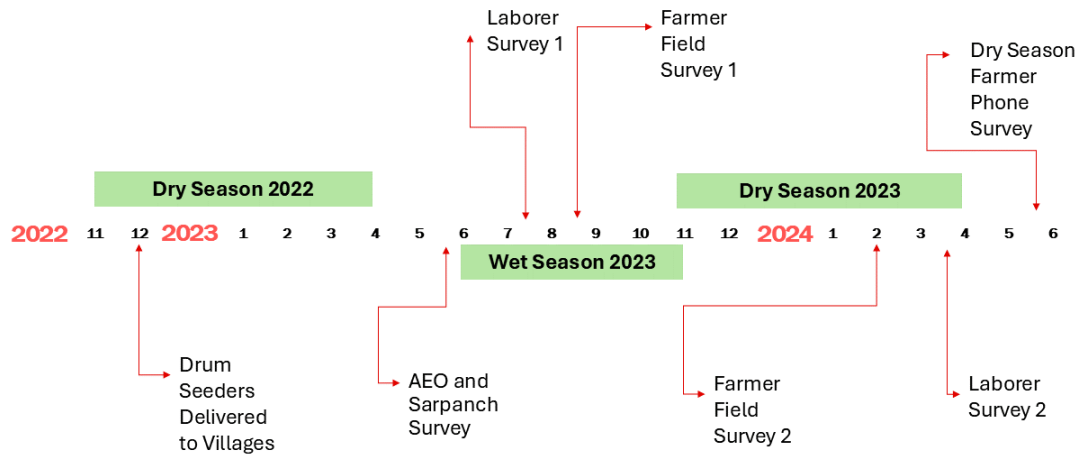 Laborer
Survey 1
Farmer
Field
Survey 1
Dry Season
Farmer
Phone
Survey
Dry Season 2022
Dry Season 2023
2022 11 12 2023 1 2 3 4 5 6 7 8 9 10 11 12 2024 1 2 3 4 5 6
Wet Season 2023
Drum
Seeders
Delivered
to Villages
AEO and
Sarpanch
Survey
Farmer
Field
Survey 2
Laborer
Survey 2